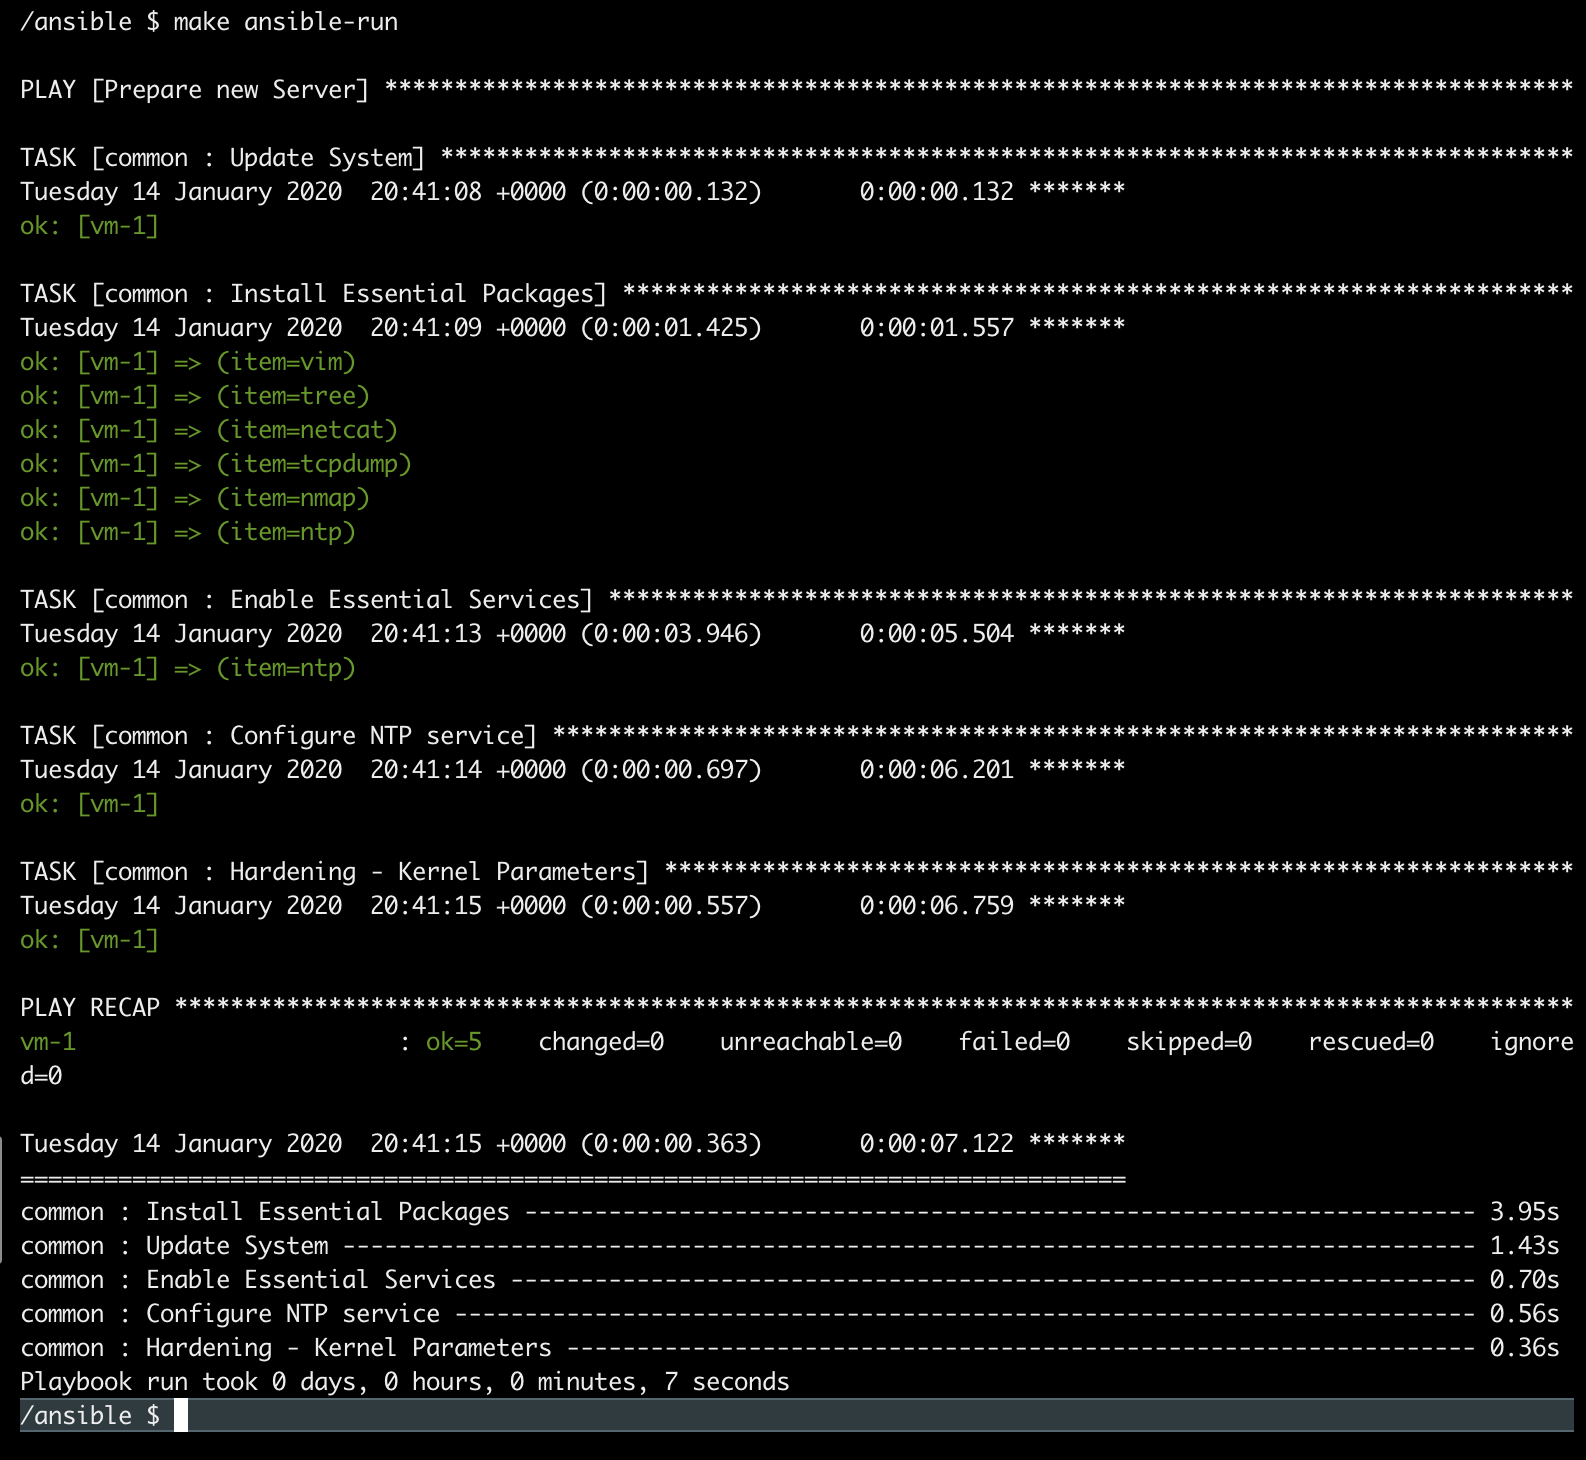 /ansible $ make ansible-run
PLAY [Prepare new Server] *************************************************************************************
TASK [common : Update System] *********************************************************************************
Tuesday 14 January 2020  20:41:08 +0000 (0:00:00.132)       0:00:00.132 *******
ok: [vm-1]
TASK [common : Install Essential Packages] ********************************************************************
Tuesday 14 January 2020  20:41:09 +0000 (0:00:01.425)       0:00:01.557 *******
ok: [vm-1] => (item=vim)
ok: [vm-1] => (item=tree)
ok: [vm-1] => (item=netcat)
ok: [vm-1] => (item=tcpdump)
ok: [vm-1] => (item=nmap)
ok: [vm-1] => (item=ntp)
TASK [common : Enable Essential Services] *********************************************************************
Tuesday 14 January 2020  20:41:13 +0000 (0:00:03.946)       0:00:05.504 *******
ok: [vm-1] => (item=ntp)
TASK [common : Configure NTP service] *************************************************************************
Tuesday 14 January 2020  20:41:14 +0000 (0:00:00.697)       0:00:06.201 *******
ok: [vm-1]
TASK [common : Hardening - Kernel Parameters] *****************************************************************
Tuesday 14 January 2020  20:41:15 +0000 (0:00:00.557)       0:00:06.759 *******
ok: [vm-1]
PLAY RECAP ****************************************************************************************************
vm-1                       : ok=5    changed=0    unreachable=0    failed=0    skipped=0    rescued=0    ignore
d=0
Tuesday 14 January 2020  20:41:15 +0000 (0:00:00.363)       0:00:07.122 *******
===============================================================================
common : Install Essential Packages -------------------------------------------------------------------- 3.95s
common : Update System --------------------------------------------------------------------------------- 1.43s
common : Enable Essential Services --------------------------------------------------------------------- 0.70s
common : Configure NTP service ------------------------------------------------------------------------- 0.56s
common : Hardening - Kernel Parameters ----------------------------------------------------------------- 0.36s
Playbook run took 0 days, 0 hours, 0 minutes, 7 seconds
/ansible $